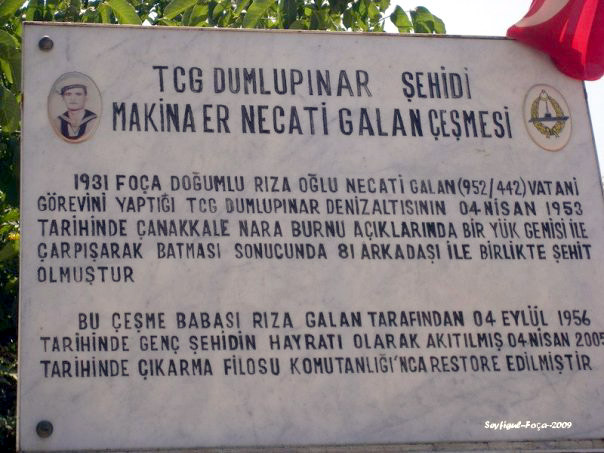 TCG DUMLUPINAR ŞEHİDİ
MAKİNA ER NECATİ GALAN ÇEŞMESİ
1931 FOÇA DOĞUMLU RIZA OĞLU NECATİ GALAN(952/442)VATANİ
GÖREVİNİ YAPTIĞI TCG DUMLUPINAR DENİZALTISININ 04 NİSAN 1953
TARİHİNDE ÇANAKKALE NARA BURNU AÇIKLARINDA BİR YÜK GEMİSİ İLE
ÇARPIŞARAK BATMASI SONUCUNDA 81 ARKADAŞI İLE BİRLİKTE ŞEHİT
OLMUŞTUR
BU ÇEŞME BABASI RIZA GALAN TARAFINDAN 04 EYLÜL 1956
TARİHİNDE GENÇ ŞEHİDİN HAYRATI OLARAK AKITILMIŞ 04 NİSAN 2005
TARİHİNDE ÇIKARMA FİLOSU KOMUTANLIĞI'NCA RESTORE EDİLMİŞTİR
Seyfigul-Foça-2009